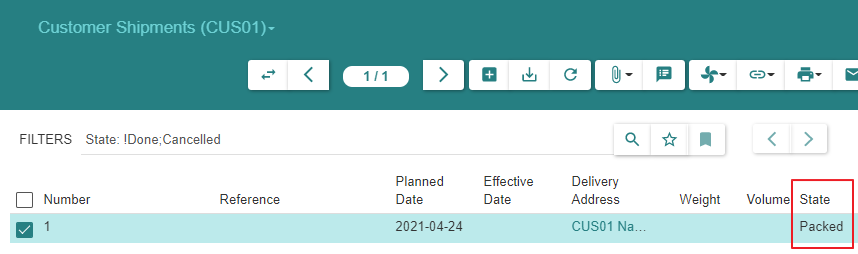 Customer Shipments (CUS01)
1 / 1
FILTERS State: !Done;Cancelled
Number Reference Planned Date Effective Date Delivery Address Weight Volume State
1 2021-04-24 CUS01 Na... Packed